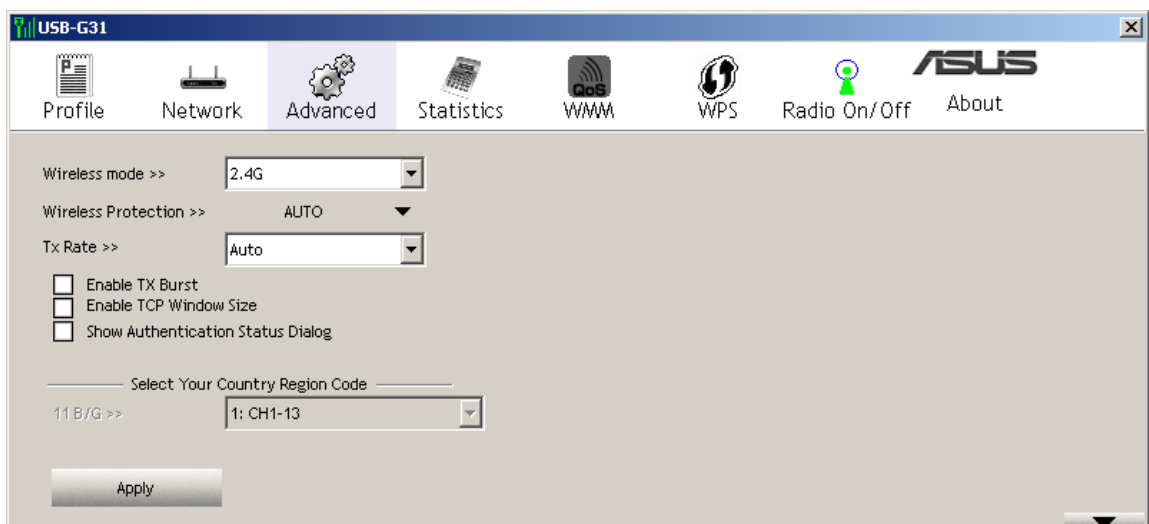 USB-G31
Profile
Network
Advanced
Statistics
QoS
WMM
WPS
Radio On/Off
ASUS
About
Wireless mode >> 2.4G
Wireless Protection >> AUTO
Tx Rate >> Auto
Enable TX Burst
Enable TCP Window Size
Show Authentication Status Dialog
Select Your Country Region Code
11 B/G >> 1: CH1-13
Apply